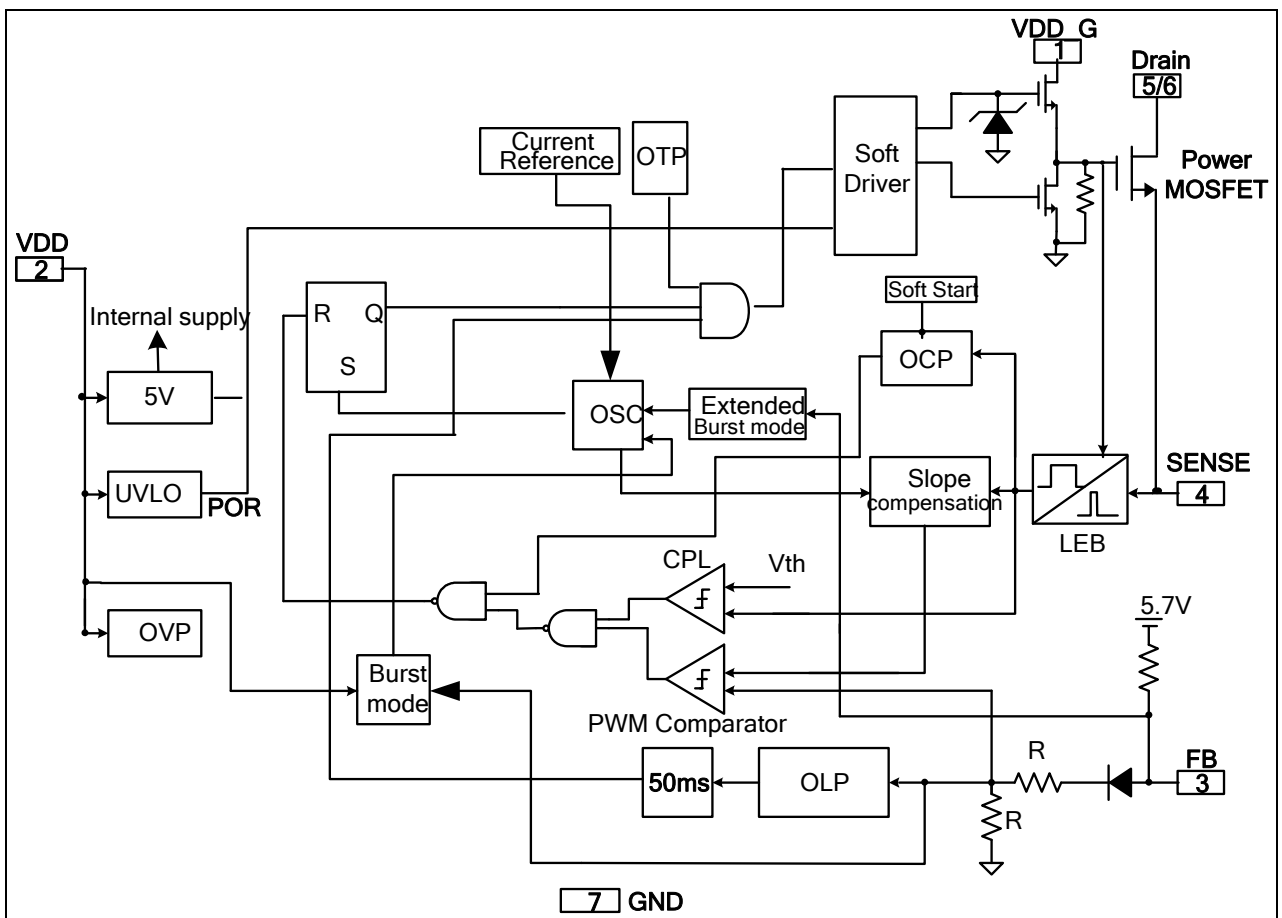 VDD_G
1
Drain
5/6
Current
Reference
OTP
Soft
Driver
Power
MOSFET
VDD
2
Internal supply
5V
R Q
S
Soft Start
OCP
OSC
Extended
Burst mode
UVLO
POR
Slope
compensation
SENSE
4
LEB
CPL
Vth
OVP
5.7V
Burst
mode
PWM Comparator
50ms
OLP
R
FB
3
R
7 GND